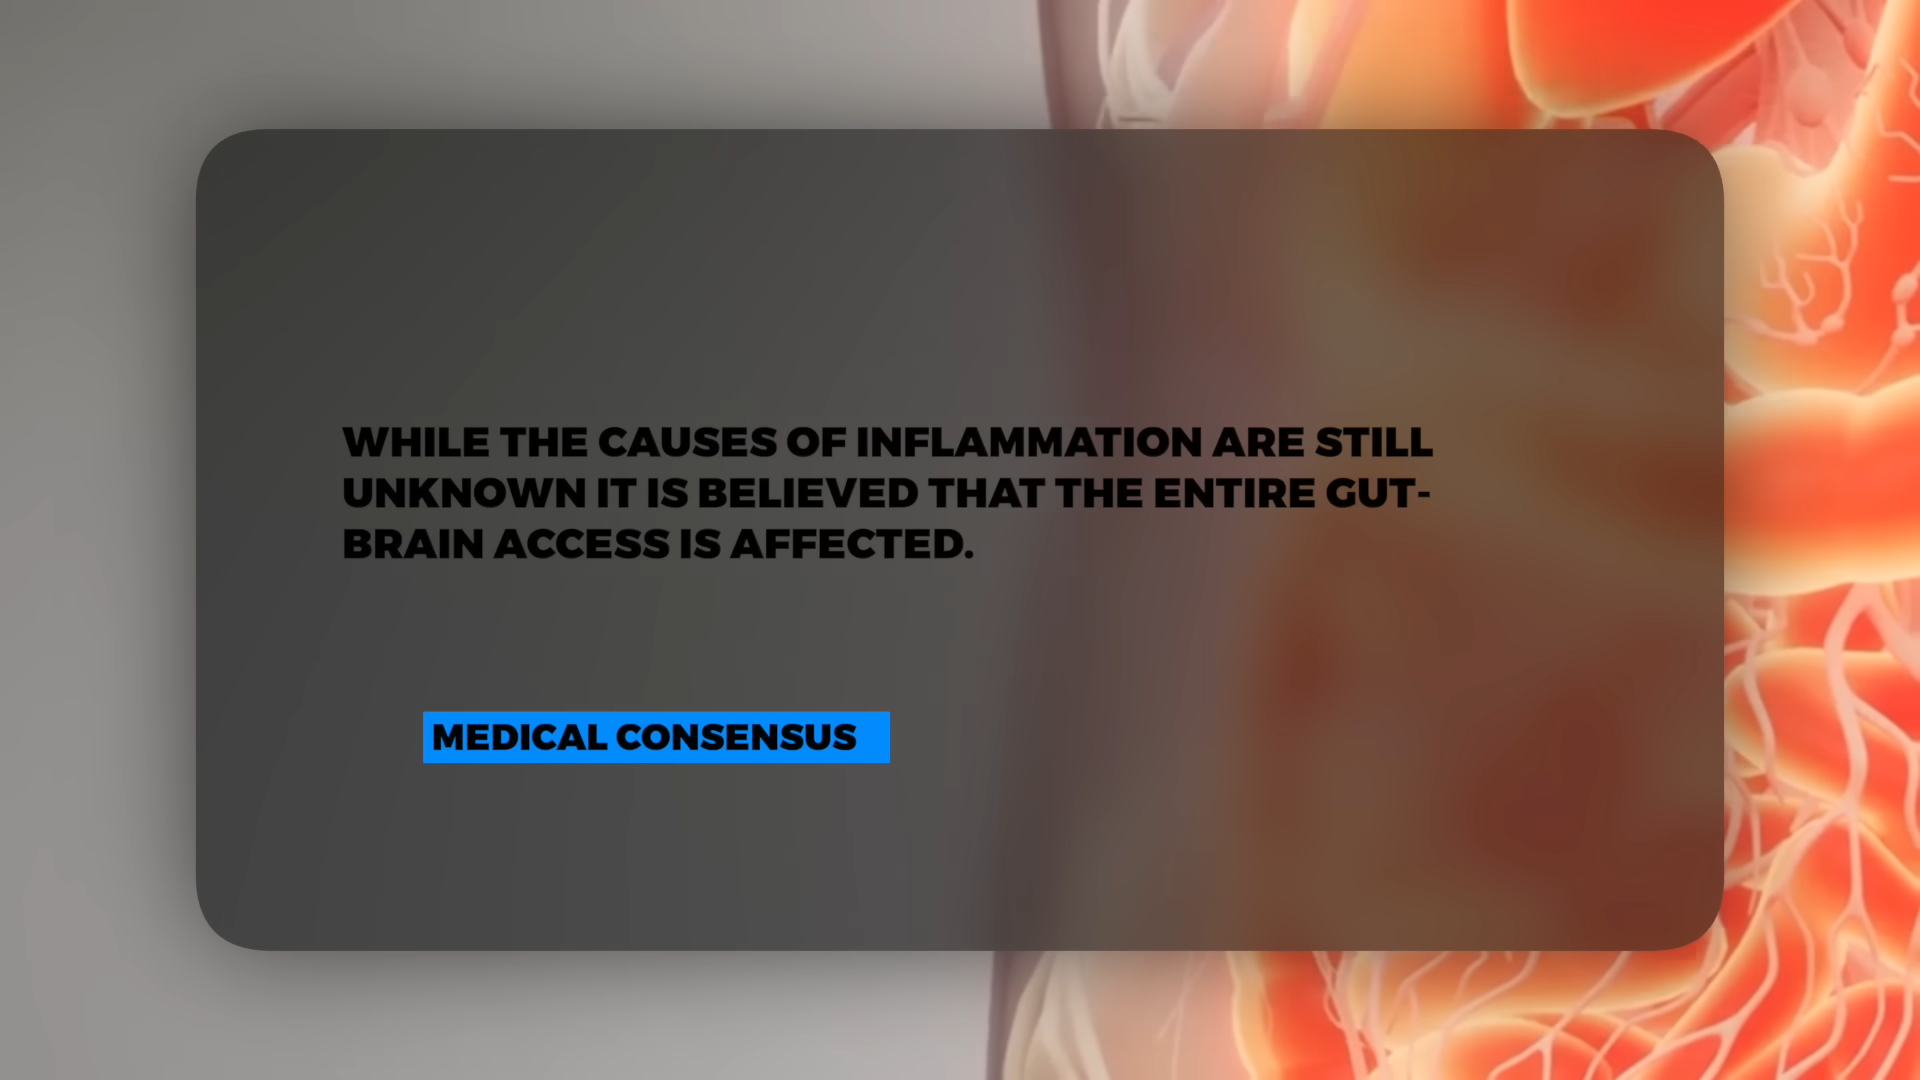 WHILE THE CAUSES OF INFLAMMATION ARE STILL
UNKNOWN IT IS BELIEVED THAT THE ENTIRE GUT-
BRAIN ACCESS IS AFFECTED.
MEDICAL CONSENSUS